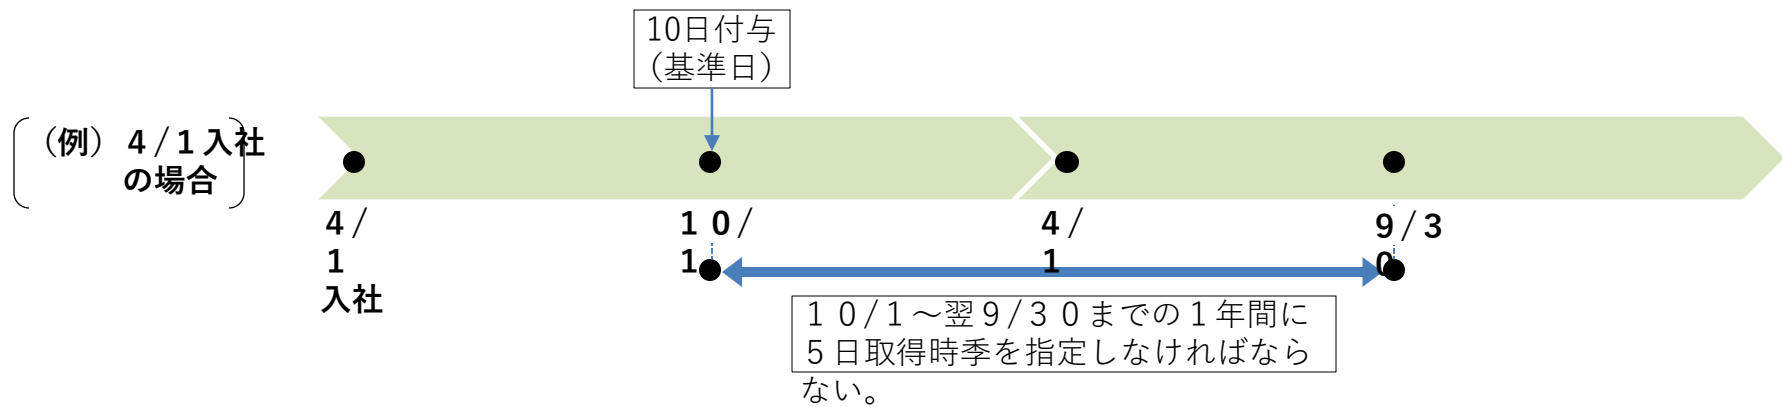 10日付与
（基準日）
（例）４/１入社
の場合
４/
１
入社
１０/
１
４/
１
９/３
０
１０/１～翌９/３０までの１年間に
５日取得時季を指定しなければなら
ない。